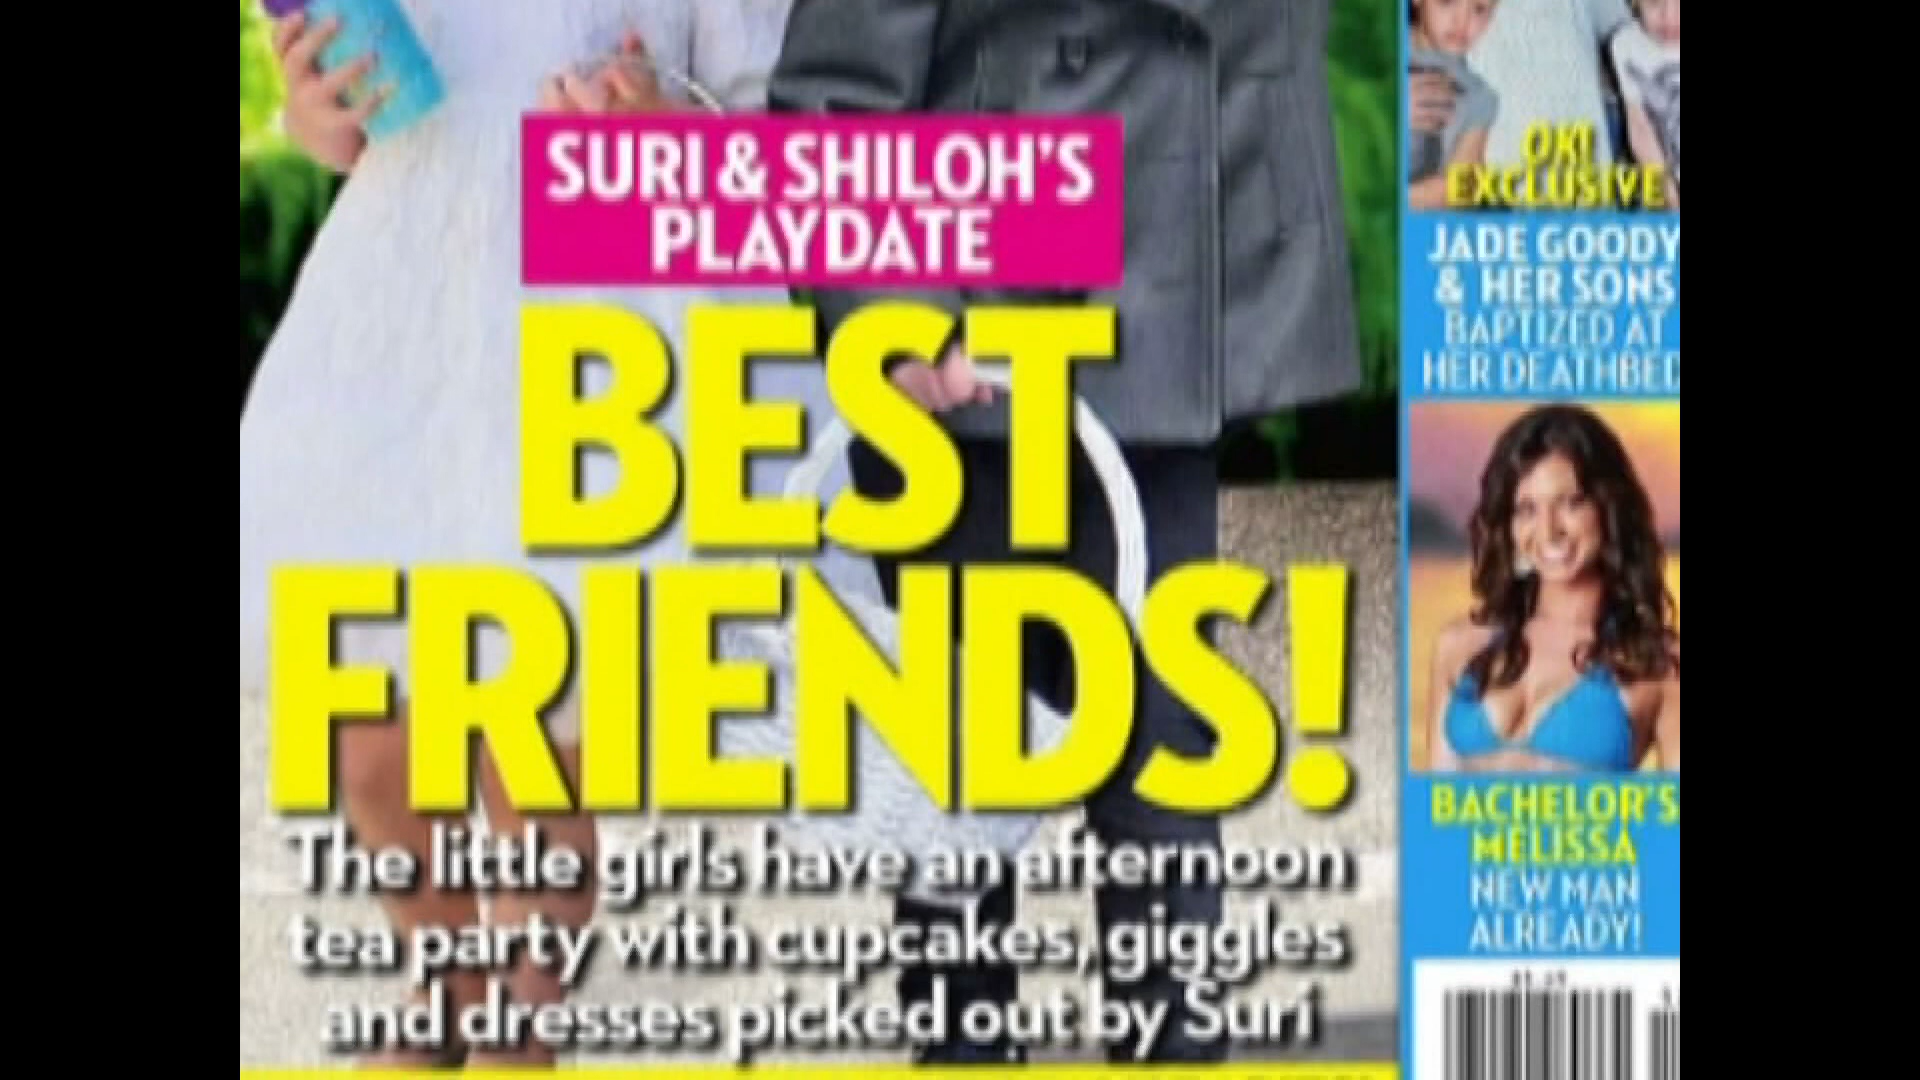 SURI & SHILOH'S
PLAYDATE
BEST
FRIENDS!
The little girls have an afternoon
tea party with cupcakes, giggles
and dresses picked out by Suri
OK!
EXCLUSIVE
JADE GOODY
& HER SONS
BAPTIZED AT
HER DEATHBED
BACHELOR'S
MELISSA
NEW MAN
ALREADY!